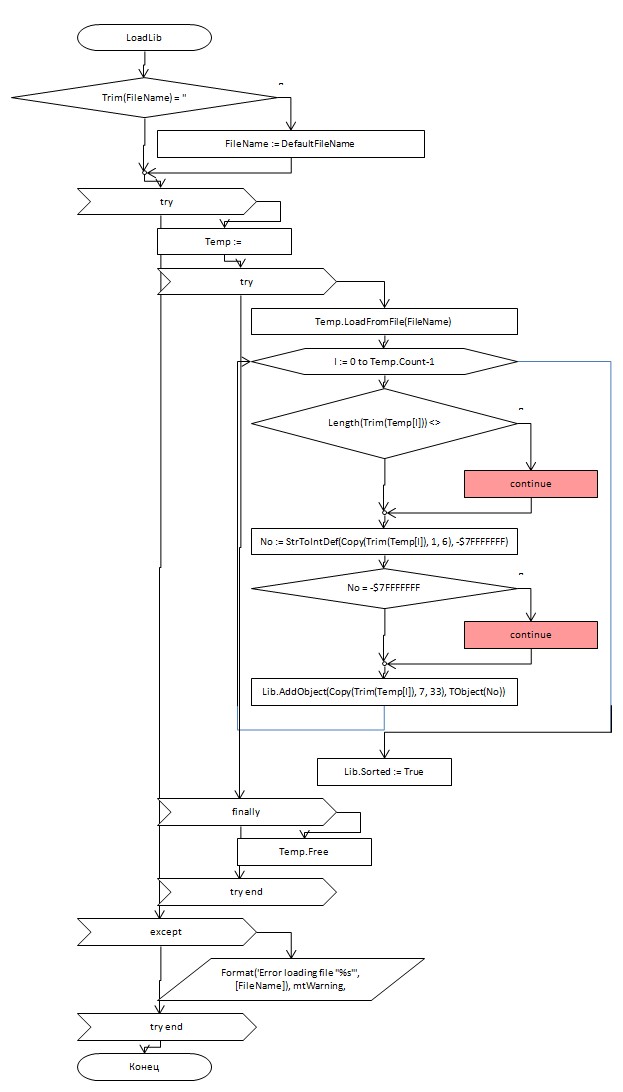 LoadLib
Trim(FileName) = ''
FileName := DefaultFileName
try
Temp :=
try
Temp.LoadFromFile(FileName)
I := 0 to Temp.Count-1
Length(Trim(Temp[I])) <>
continue
No := StrToIntDef(Copy(Trim(Temp[I]), 1, 6), -$7FFFFFFF)
No = -$7FFFFFFF
continue
Lib.AddObject(Copy(Trim(Temp[I]), 7, 33), TObject(No))
Lib.Sorted := True
finally
Temp.Free
try end
except
Format('Error loading file "%s"',
[FileName]), mtWarning,
try end
Конец